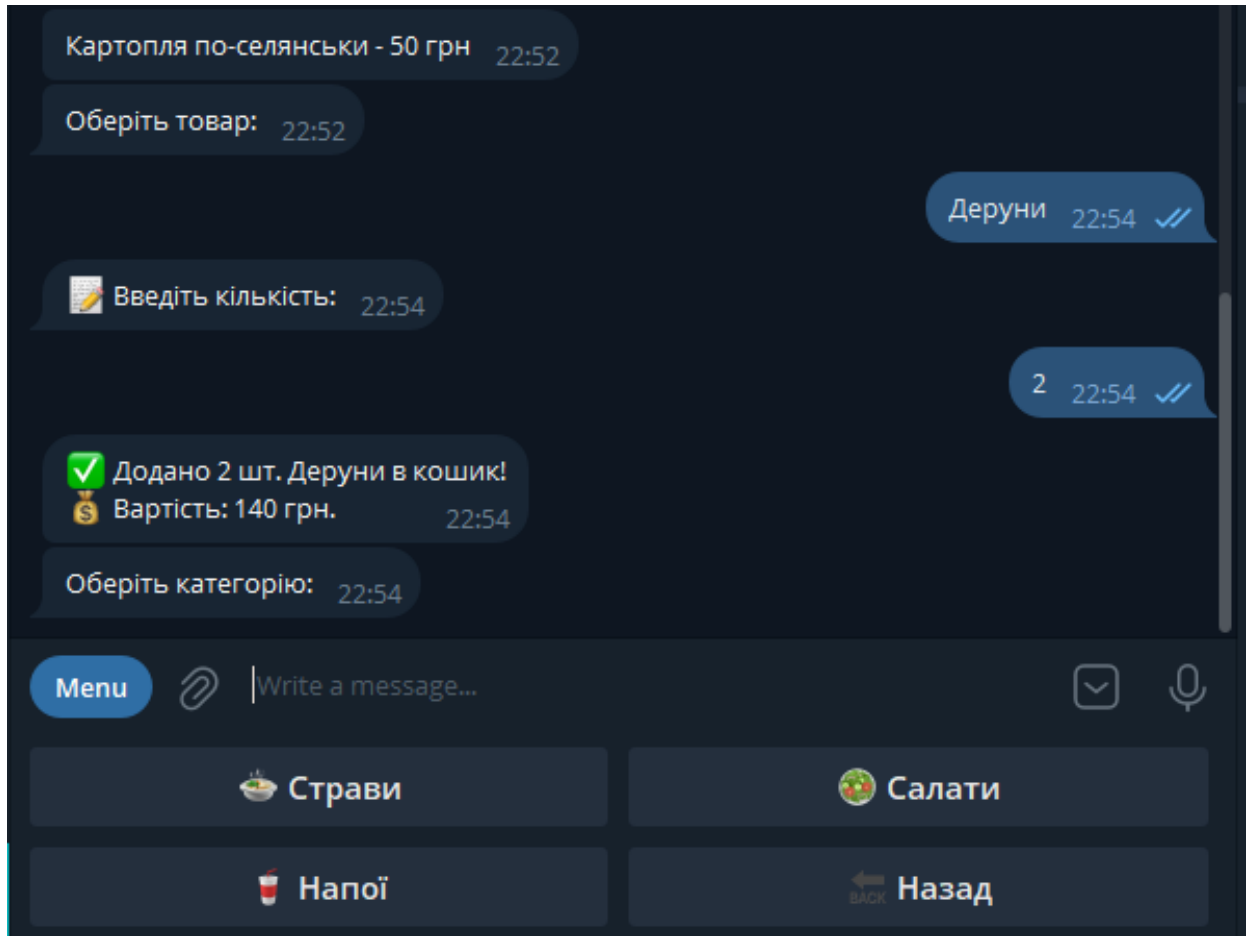 Картопля по-селянськи - 50 грн 22:52
Оберіть товар: 22:52
Деруни 22:54
Введіть кількість: 22:54
2 22:54
Додано 2 шт. Деруни в кошик!
Вартість: 140 грн. 22:54
Оберіть категорію: 22:54
Menu Write a message...
Страви Салати
Напої BACK Назад